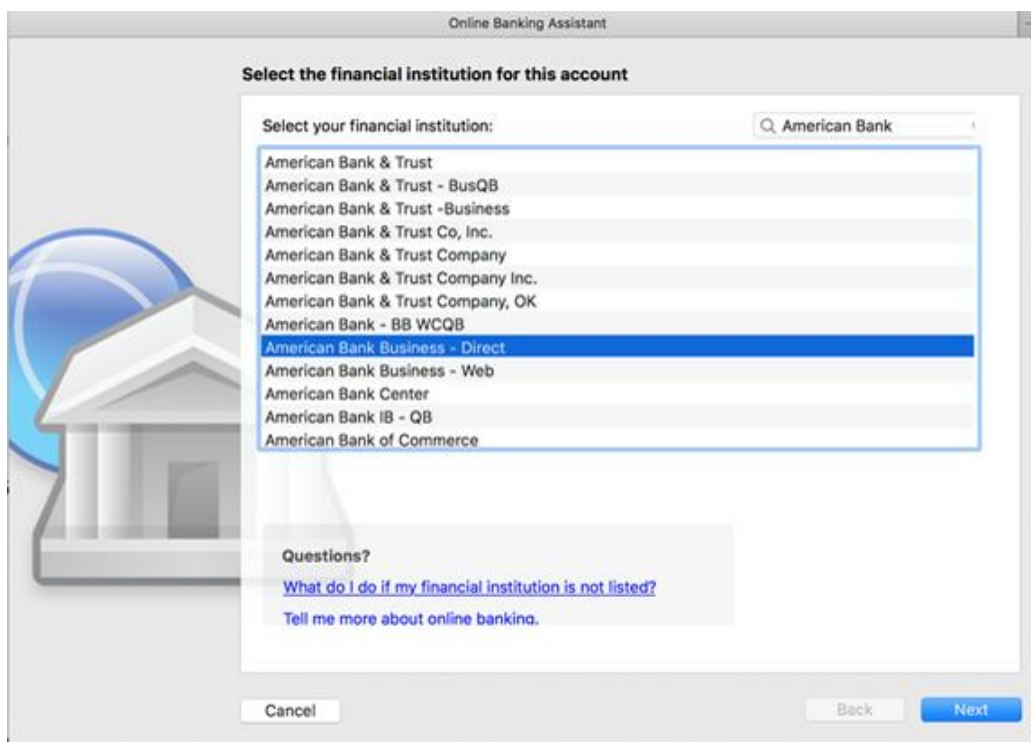 Online Banking Assistant
Select the financial institution for this account
Select your financial institution:
American Bank
American Bank & Trust
American Bank & Trust - BusQB
American Bank & Trust -Business
American Bank & Trust Co, Inc.
American Bank & Trust Company
American Bank & Trust Company Inc.
American Bank & Trust Company, OK
American Bank - BB WCQB
American Bank Business - Direct
American Bank Business - Web
American Bank Center
American Bank IB - QB
American Bank of Commerce
Questions?
What do I do if my financial institution is not listed?
Tell me more about online banking.
Cancel
Back
Next